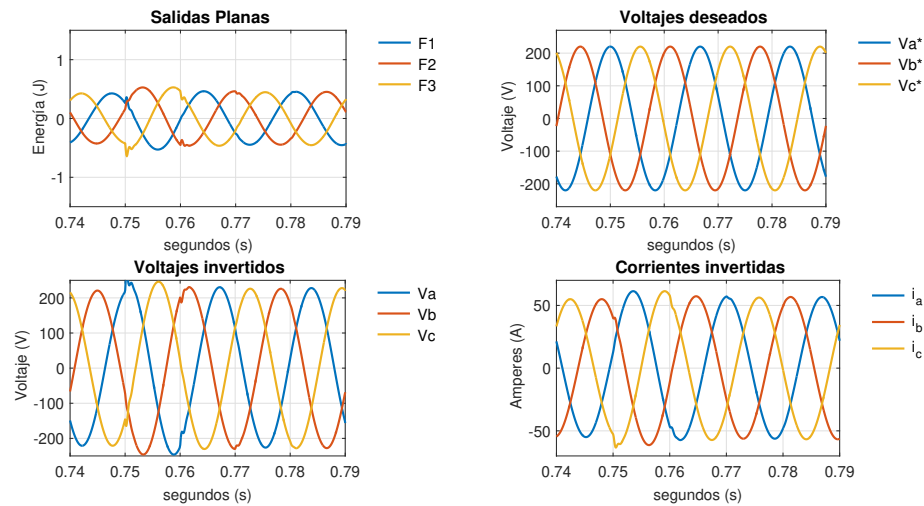 Salidas Planas
Energía (J)
1
0
-1
0.74 0.75 0.76 0.77 0.78 0.79
segundos (s)
F1
F2
F3
Voltajes deseados
Voltaje (V)
200
100
0
-100
-200
0.74 0.75 0.76 0.77 0.78 0.79
segundos (s)
Va*
Vb*
Vc*
Voltajes invertidos
Voltaje (V)
200
100
0
-100
-200
0.74 0.75 0.76 0.77 0.78 0.79
segundos (s)
Va
Vb
Vc
Corrientes invertidas
Amperes (A)
50
0
-50
0.74 0.75 0.76 0.77 0.78 0.79
segundos (s)
i_a
i_b
i_c